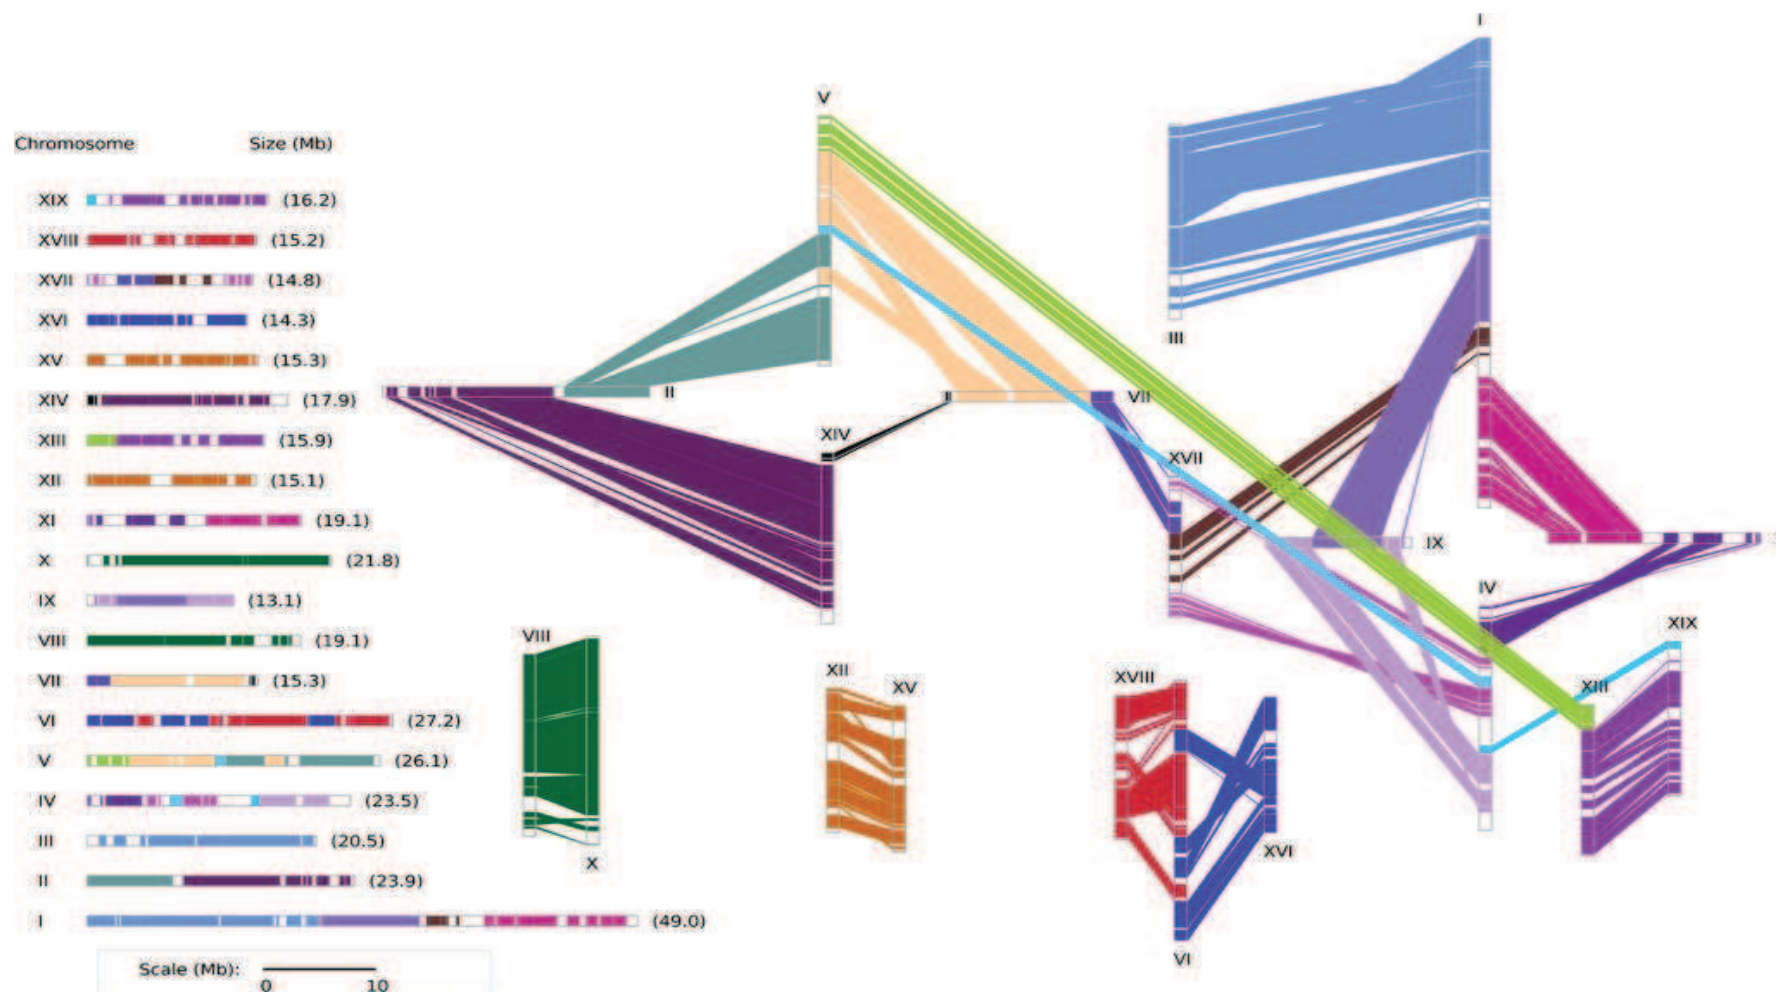 Chromosome Size (Mb)
XIX (16.2)
XVIII (15.2)
XVII (14.8)
XVI (14.3)
XV (15.3)
XIV (17.9)
XIII (15.9)
XII (15.1)
XI (19.1)
X (21.8)
IX (13.1)
VIII (19.1)
VII (15.3)
VI (27.2)
V (26.1)
IV (23.5)
III (20.5)
II (23.9)
I (49.0)
Scale (Mb):
0 10
I
V
III
II
VII
XIV
XVII
IX
IV
XIX
VIII
XII
XV
XVIII
XIII
XVI
X
VI